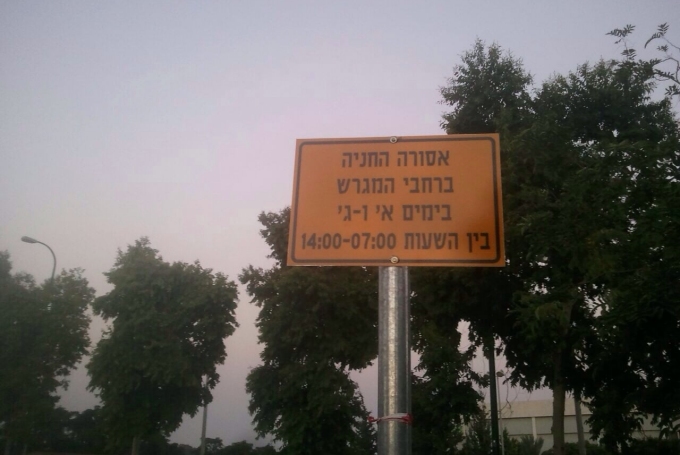 אסורה החניה
ברחבי המגרש
בימים א' ו-ג'
בין השעות 14:00-07:00